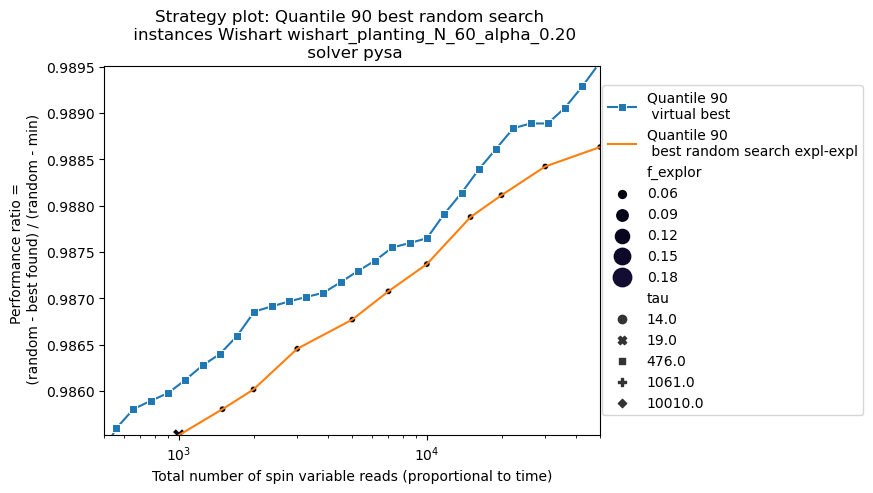 Strategy plot: Quantile 90 best random search
instances Wishart wishart_planting_N_60_alpha_0.20
solver pysa
Performance ratio =
(random - best found) / (random - min)
0.9895
0.9890
0.9885
0.9880
0.9875
0.9870
0.9865
0.9860
10^3
10^4
Total number of spin variable reads (proportional to time)
Quantile 90
virtual best
Quantile 90
best random search expl-expl
f_explor
0.06
0.09
0.12
0.15
0.18
tau
14.0
19.0
476.0
1061.0
10010.0